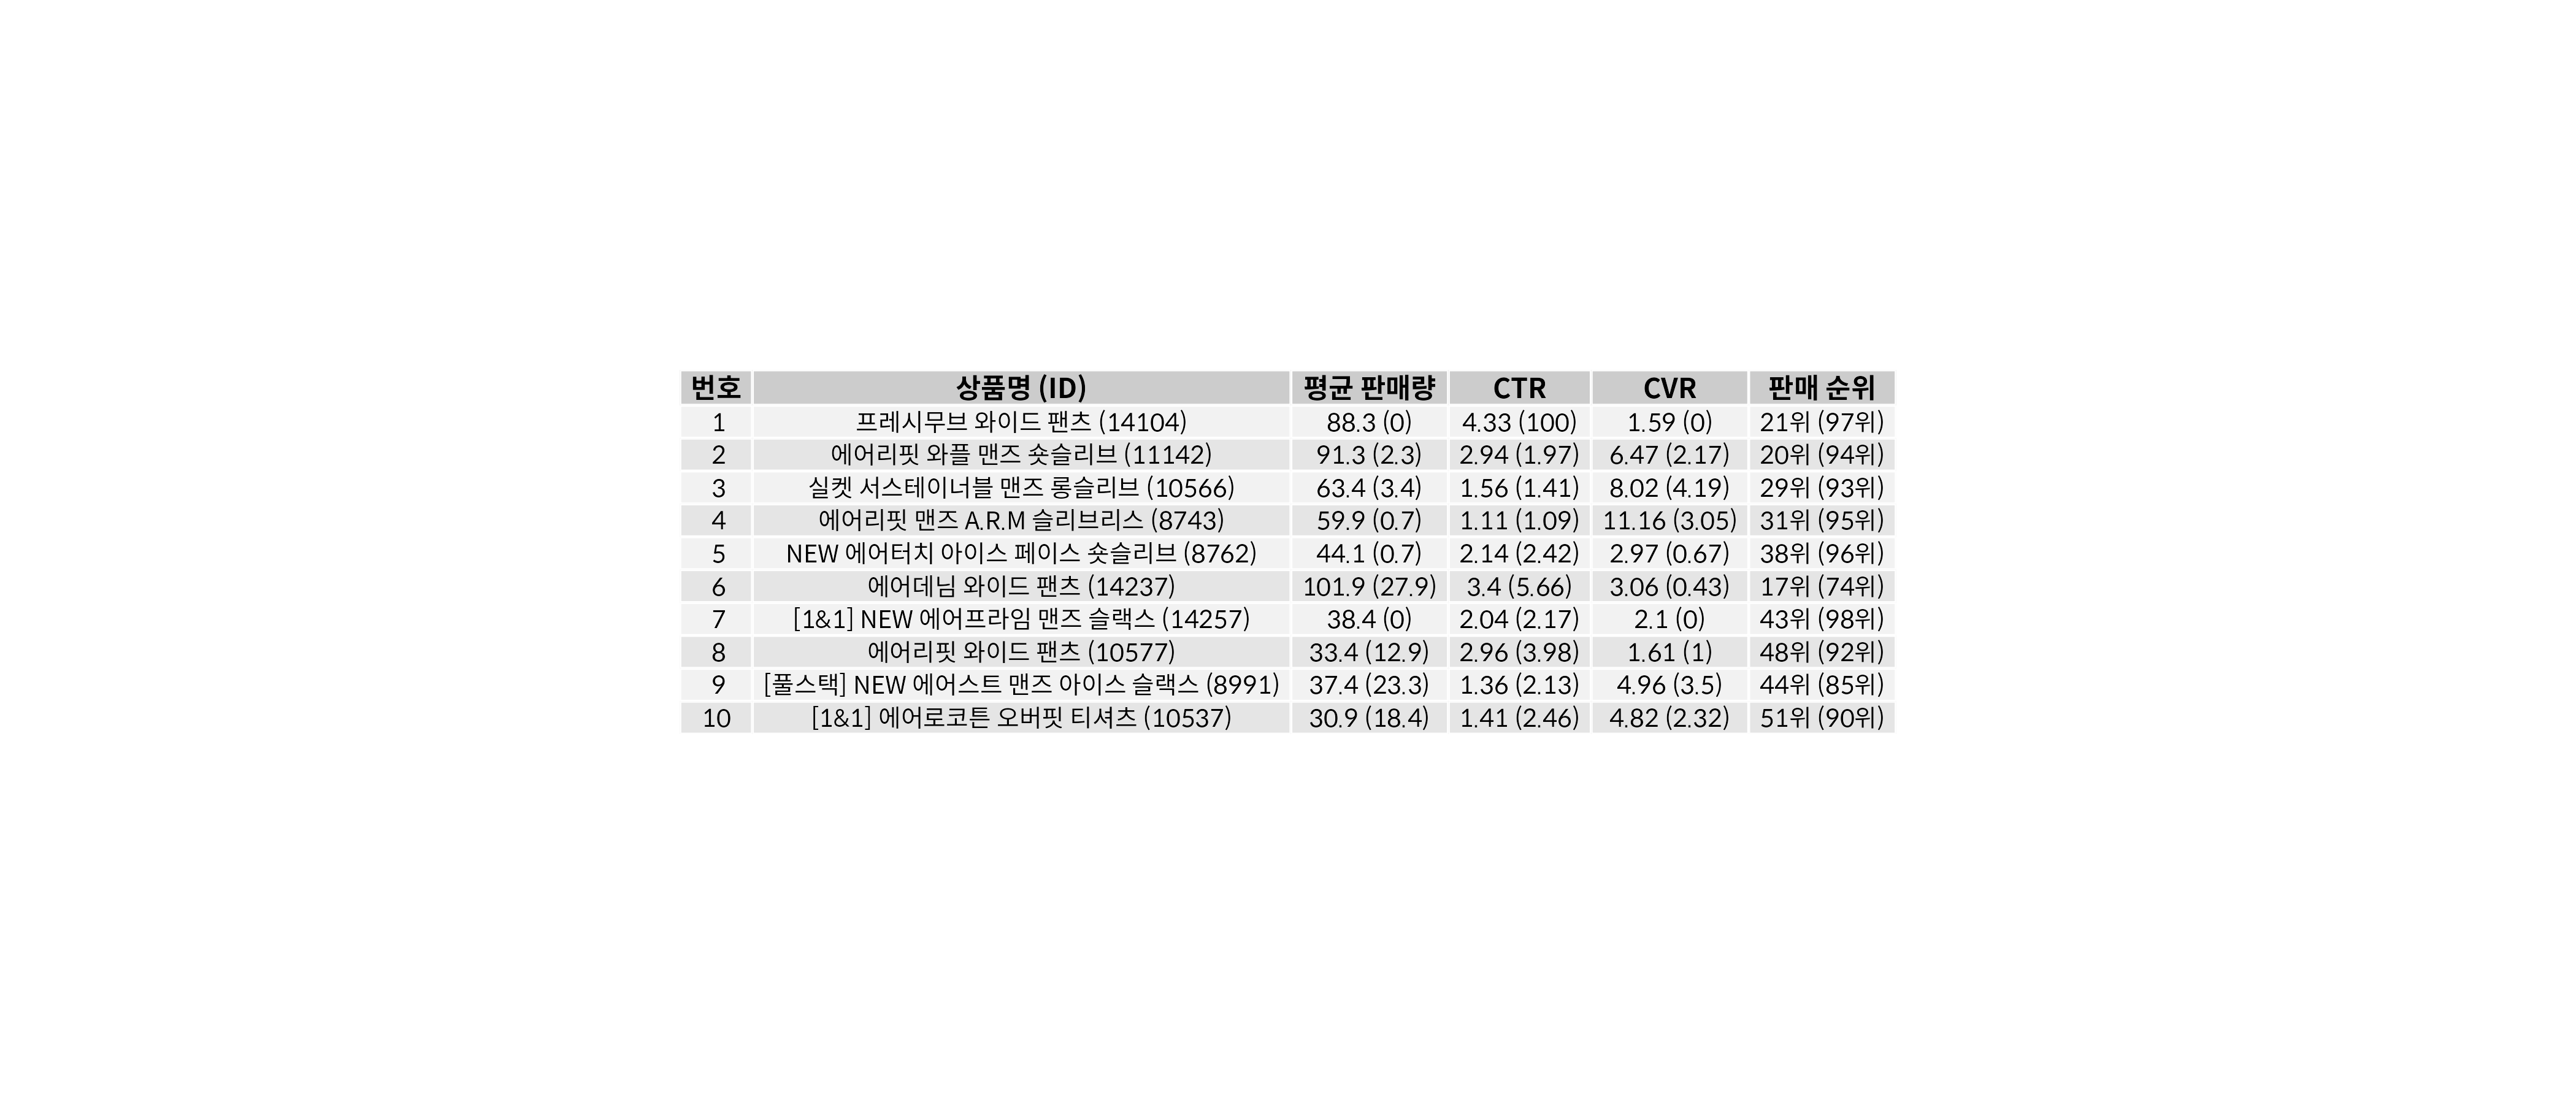 번호 상품명 (ID) 평균 판매량 CTR CVR 판매 순위
1 프레시무브 와이드 팬츠 (14104) 88.3 (0) 4.33 (100) 1.59 (0) 21위 (97위)
2 에어리핏 와플 맨즈 숏슬리브 (11142) 91.3 (2.3) 2.94 (1.97) 6.47 (2.17) 20위 (94위)
3 실켓 서스테이너블 맨즈 롱슬리브 (10566) 63.4 (3.4) 1.56 (1.41) 8.02 (4.19) 29위 (93위)
4 에어리핏 맨즈 A.R.M 슬리브리스 (8743) 59.9 (0.7) 1.11 (1.09) 11.16 (3.05) 31위 (95위)
5 NEW 에어터치 아이스 페이스 숏슬리브 (8762) 44.1 (0.7) 2.14 (2.42) 2.97 (0.67) 38위 (96위)
6 에어데님 와이드 팬츠 (14237) 101.9 (27.9) 3.4 (5.66) 3.06 (0.43) 17위 (74위)
7 [1&1] NEW 에어프라임 맨즈 슬랙스 (14257) 38.4 (0) 2.04 (2.17) 2.1 (0) 43위 (98위)
8 에어리핏 와이드 팬츠 (10577) 33.4 (12.9) 2.96 (3.98) 1.61 (1) 48위 (92위)
9 [풀스택] NEW 에어스트 맨즈 아이스 슬랙스 (8991) 37.4 (23.3) 1.36 (2.13) 4.96 (3.5) 44위 (85위)
10 [1&1] 에어로코튼 오버핏 티셔츠 (10537) 30.9 (18.4) 1.41 (2.46) 4.82 (2.32) 51위 (90위)